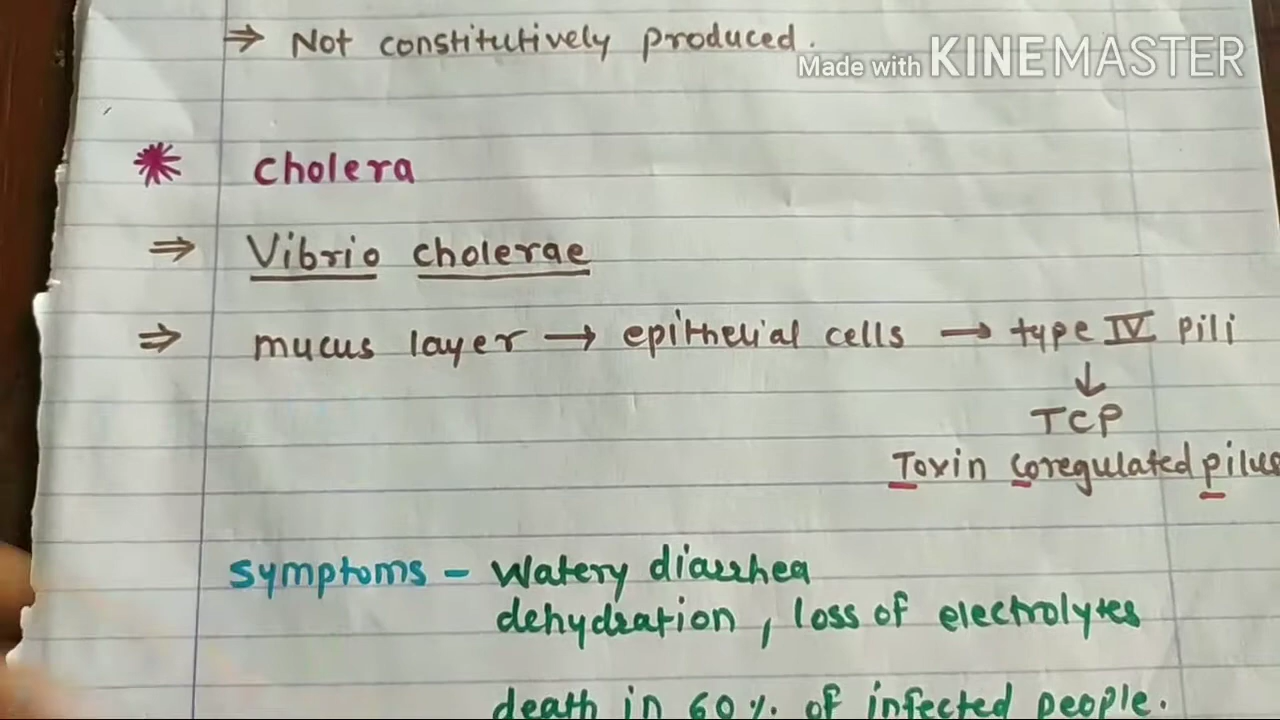 ⇒ Not constitutively produced.
Made with KINEMASTER
* Cholera
⇒ Vibrio cholerae
⇒ mucus layer → epithelial cells → type IV pili
↓
TCP
Toxin coregulated pilus
Symptoms - Watery diarrhea
dehydration, loss of electrolytes
death in 60% of infected people.